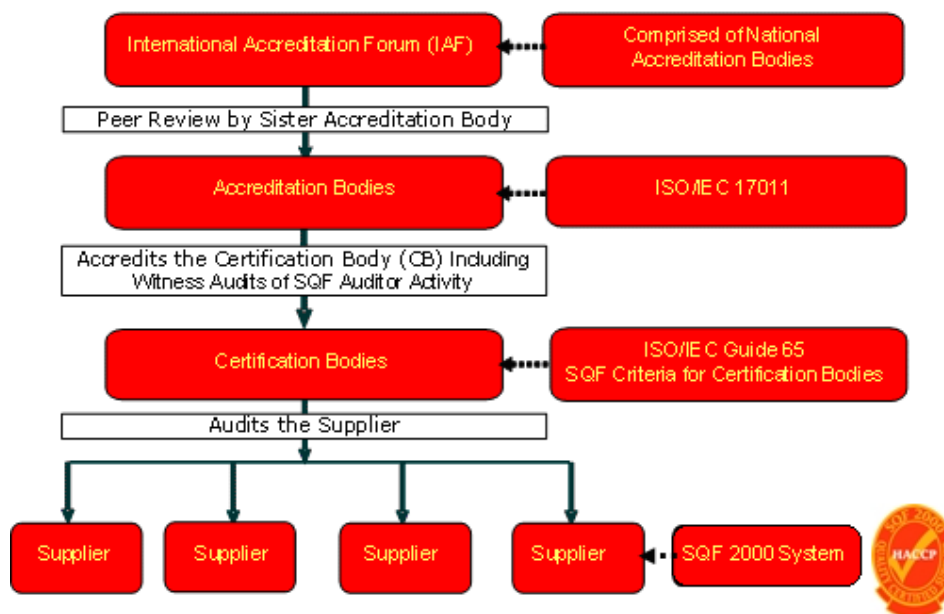 International Accreditation Forum (IAF)
Comprised of National
Accreditation Bodies
Peer Review by Sister Accreditation Body
Accreditation Bodies
ISO/IEC 17011
Accredits the Certification Body (CB) Including
Witness Audits of SQF Auditor Activity
Certification Bodies
ISO/IEC Guide 65
SQF Criteria for Certification Bodies
Audits the Supplier
Supplier
Supplier
Supplier
Supplier
SQF 2000 System
SQF 2000
HACCP